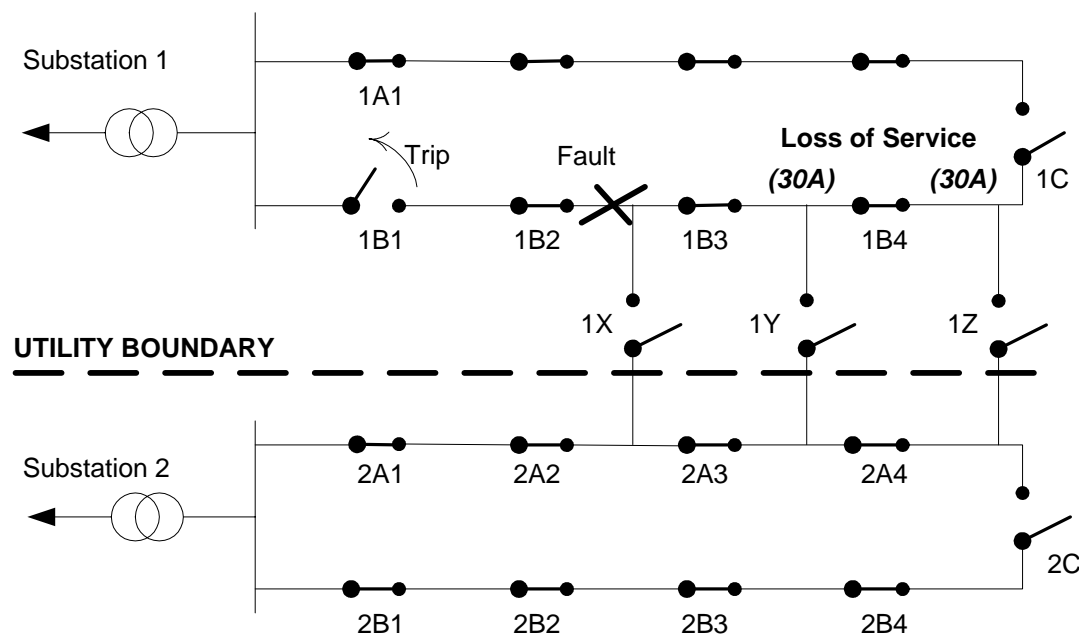 Substation 1
1A1
Trip
Fault
Loss of Service
(30A)
(30A)
1C
1B1
1B2
1B3
1B4
1X
1Y
1Z
UTILITY BOUNDARY
Substation 2
2A1
2A2
2A3
2A4
2C
2B1
2B2
2B3
2B4